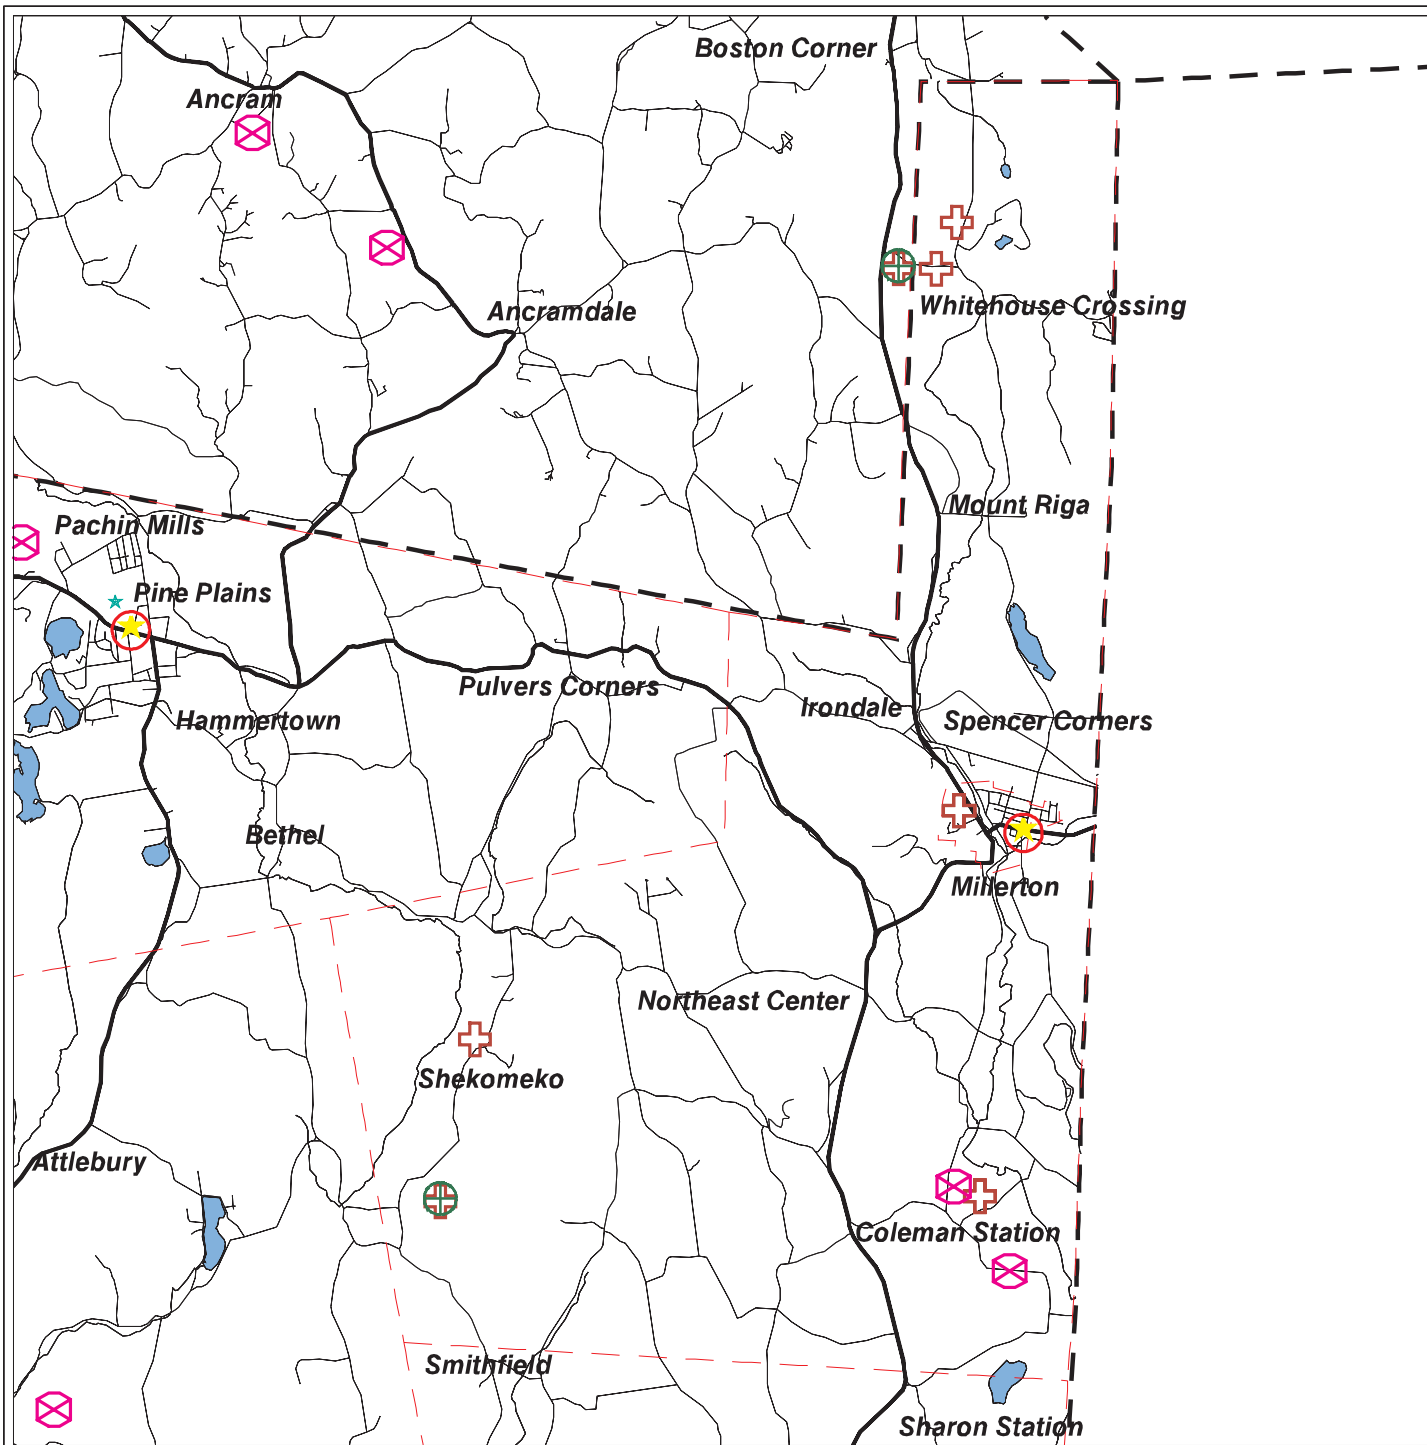 Boston Corner
Ancram
Whitehouse Crossing
Ancramdale
Mount Riga
Pachin Mills
Pine Plains
Pulvers Corners
Irondale
Hammertown
Spencer Corners
Bethel
Millerton
Northeast Center
Shekomeko
Attlebury
Coleman Station
Smithfield
Sharon Station